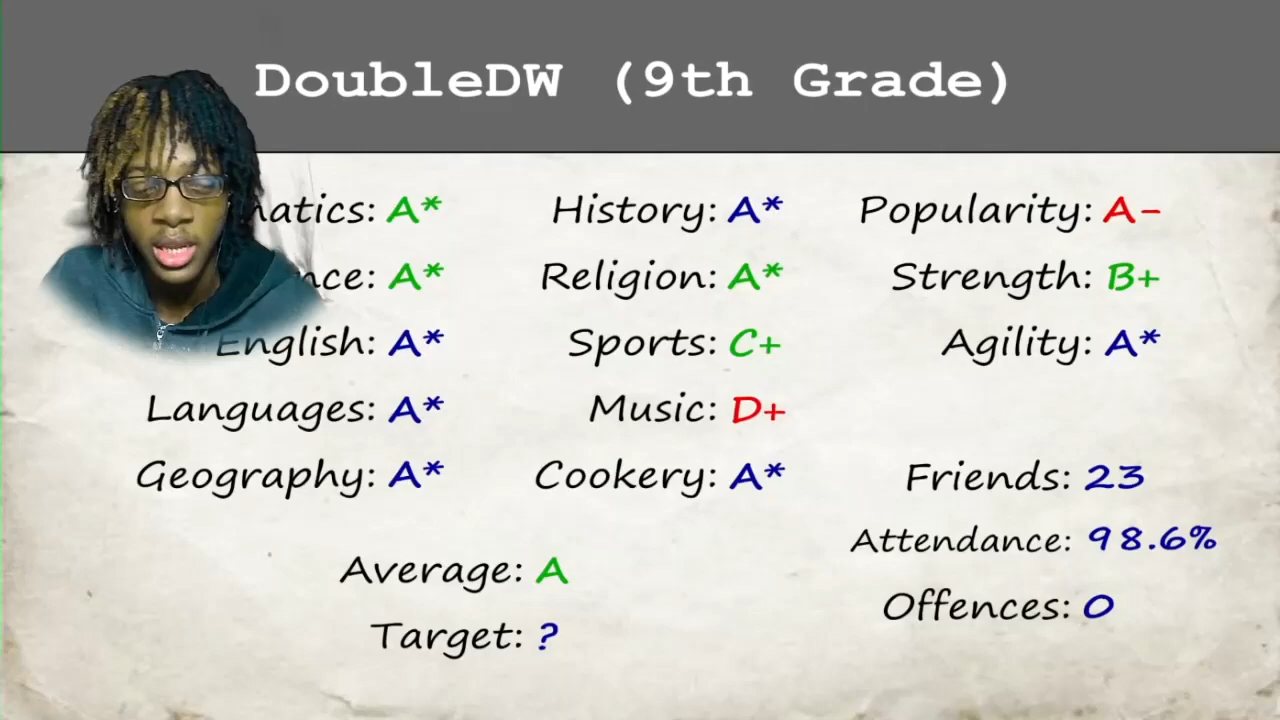 DoubleDW (9th Grade)
matics: A*
nce: A*
English: A*
Languages: A*
Geography: A*
History: A*
Religion: A*
Sports: C+
Music: D+
Cookery: A*
Popularity: A-
Strength: B+
Agility: A*
Friends: 23
Attendance: 98.6%
Offences: 0
Average: A
Target: ?